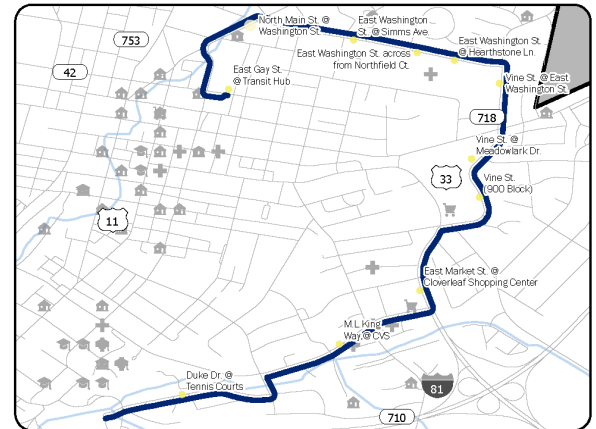 North Main St. @
Washington St.
East Washington
St. @ Simms Ave.
753
East Washington St. across
from Northfield Ct.
East Washington St.
@ Hearthstone Ln.
42
East Gay St.
@ Transit Hub
Vine St. @ East
Washington St.
718
Vine St. @
Meadowlark Dr.
33
Vine St.
(900 Block)
11
East Market St. @
Cloverleaf Shopping Center
M.L King
Way,@ CVS
Duke Dr. @
Tennis Courts
81
710